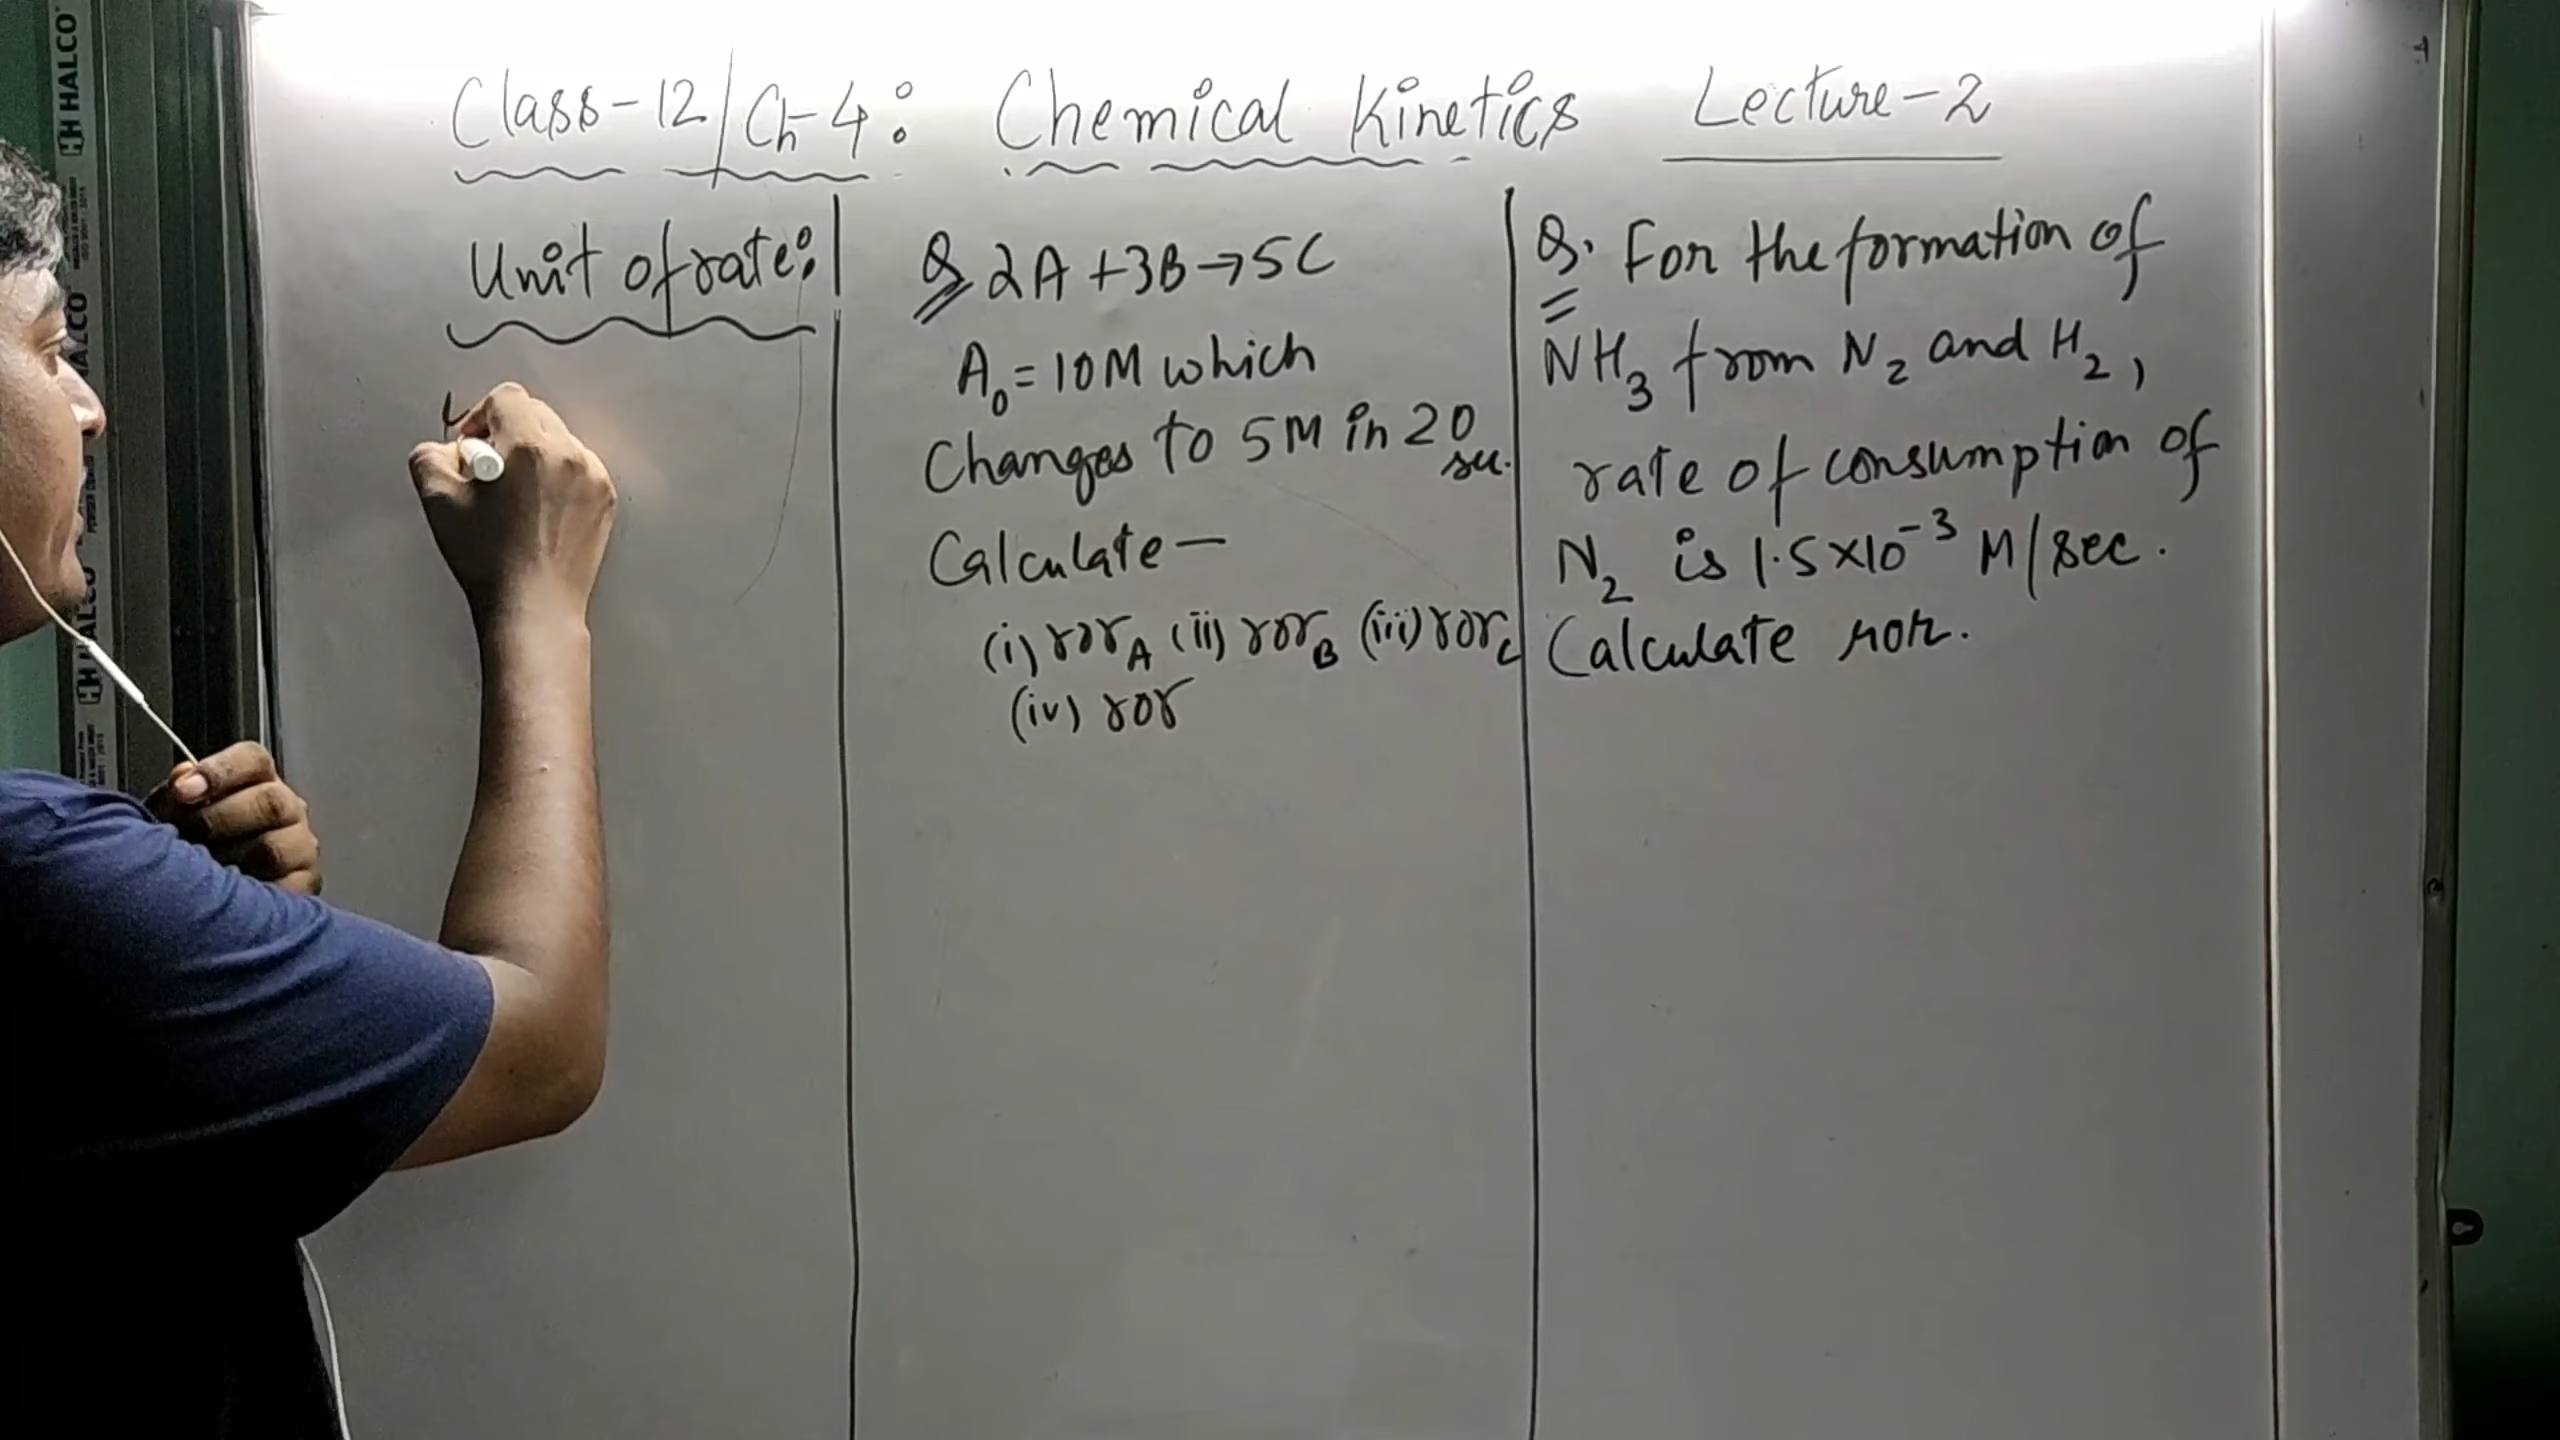 Class-12/Ch-4: Chemical Kinetics Lecture-2
Unit of rate:
Q 2A + 3B → 5C
A₀ = 10M which
Changes to 5M in 20 sec.
Calculate —
(i) ror_A (ii) ror_B (iii) ror_C
(iv) ror
Q. For the formation of
NH₃ from N₂ and H₂,
rate of consumption of
N₂ is 1.5×10⁻³ M/sec.
Calculate ror.
HALCO
HALCO
HALCO